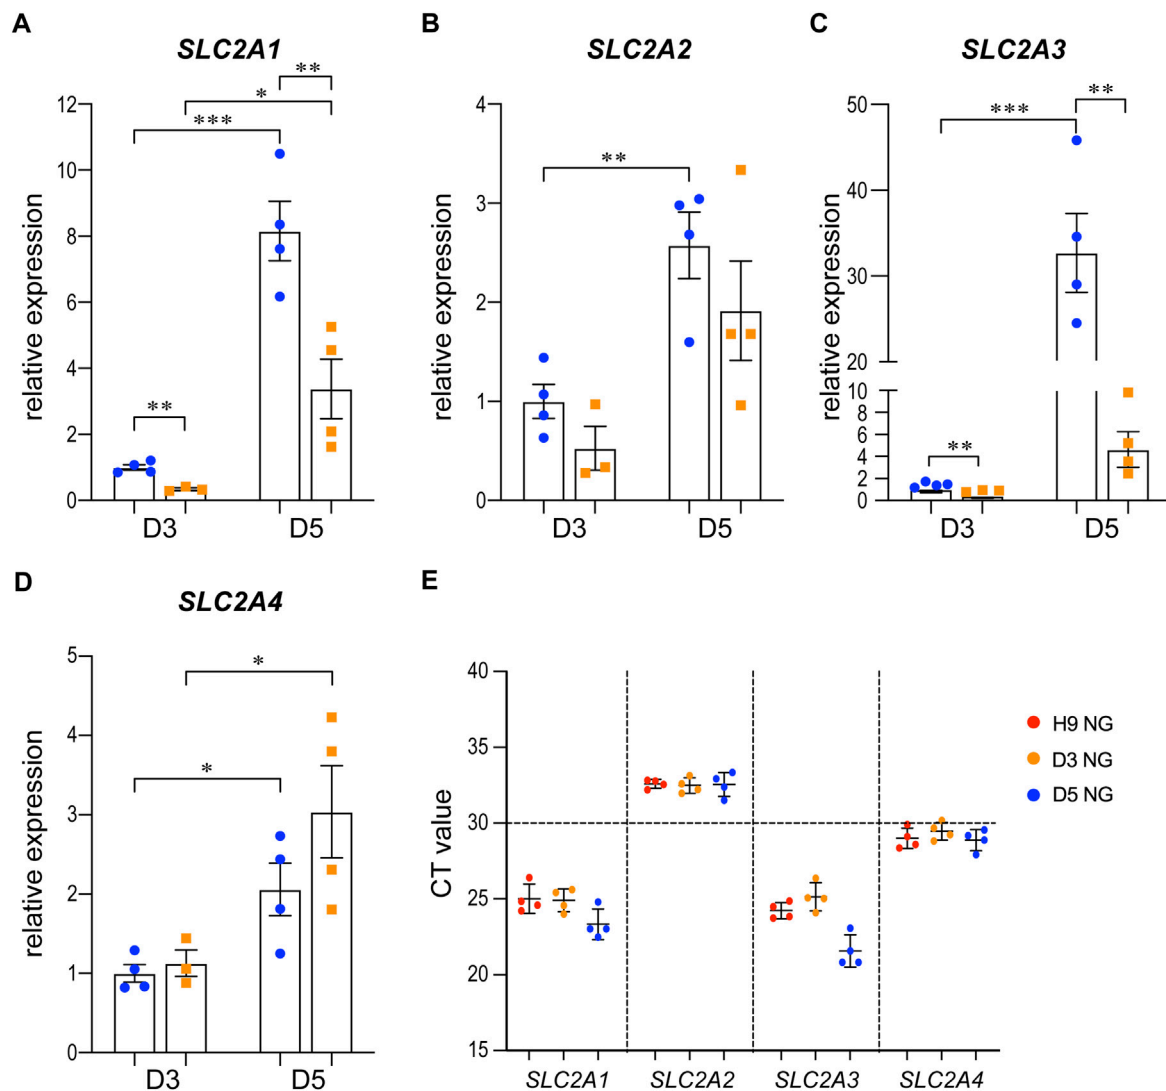 A
SLC2A1
relative expression
12
10
8
6
4
2
0
**
*
***
**
D3
D5
B
SLC2A2
relative expression
4
3
2
1
0
**
D3
D5
C
SLC2A3
relative expression
50
40
30
20
10
8
6
4
2
0
**
***
**
D3
D5
D
SLC2A4
relative expression
5
4
3
2
1
0
*
*
D3
D5
E
CT value
40
35
30
25
20
15
SLC2A1
SLC2A2
SLC2A3
SLC2A4
H9 NG
D3 NG
D5 NG